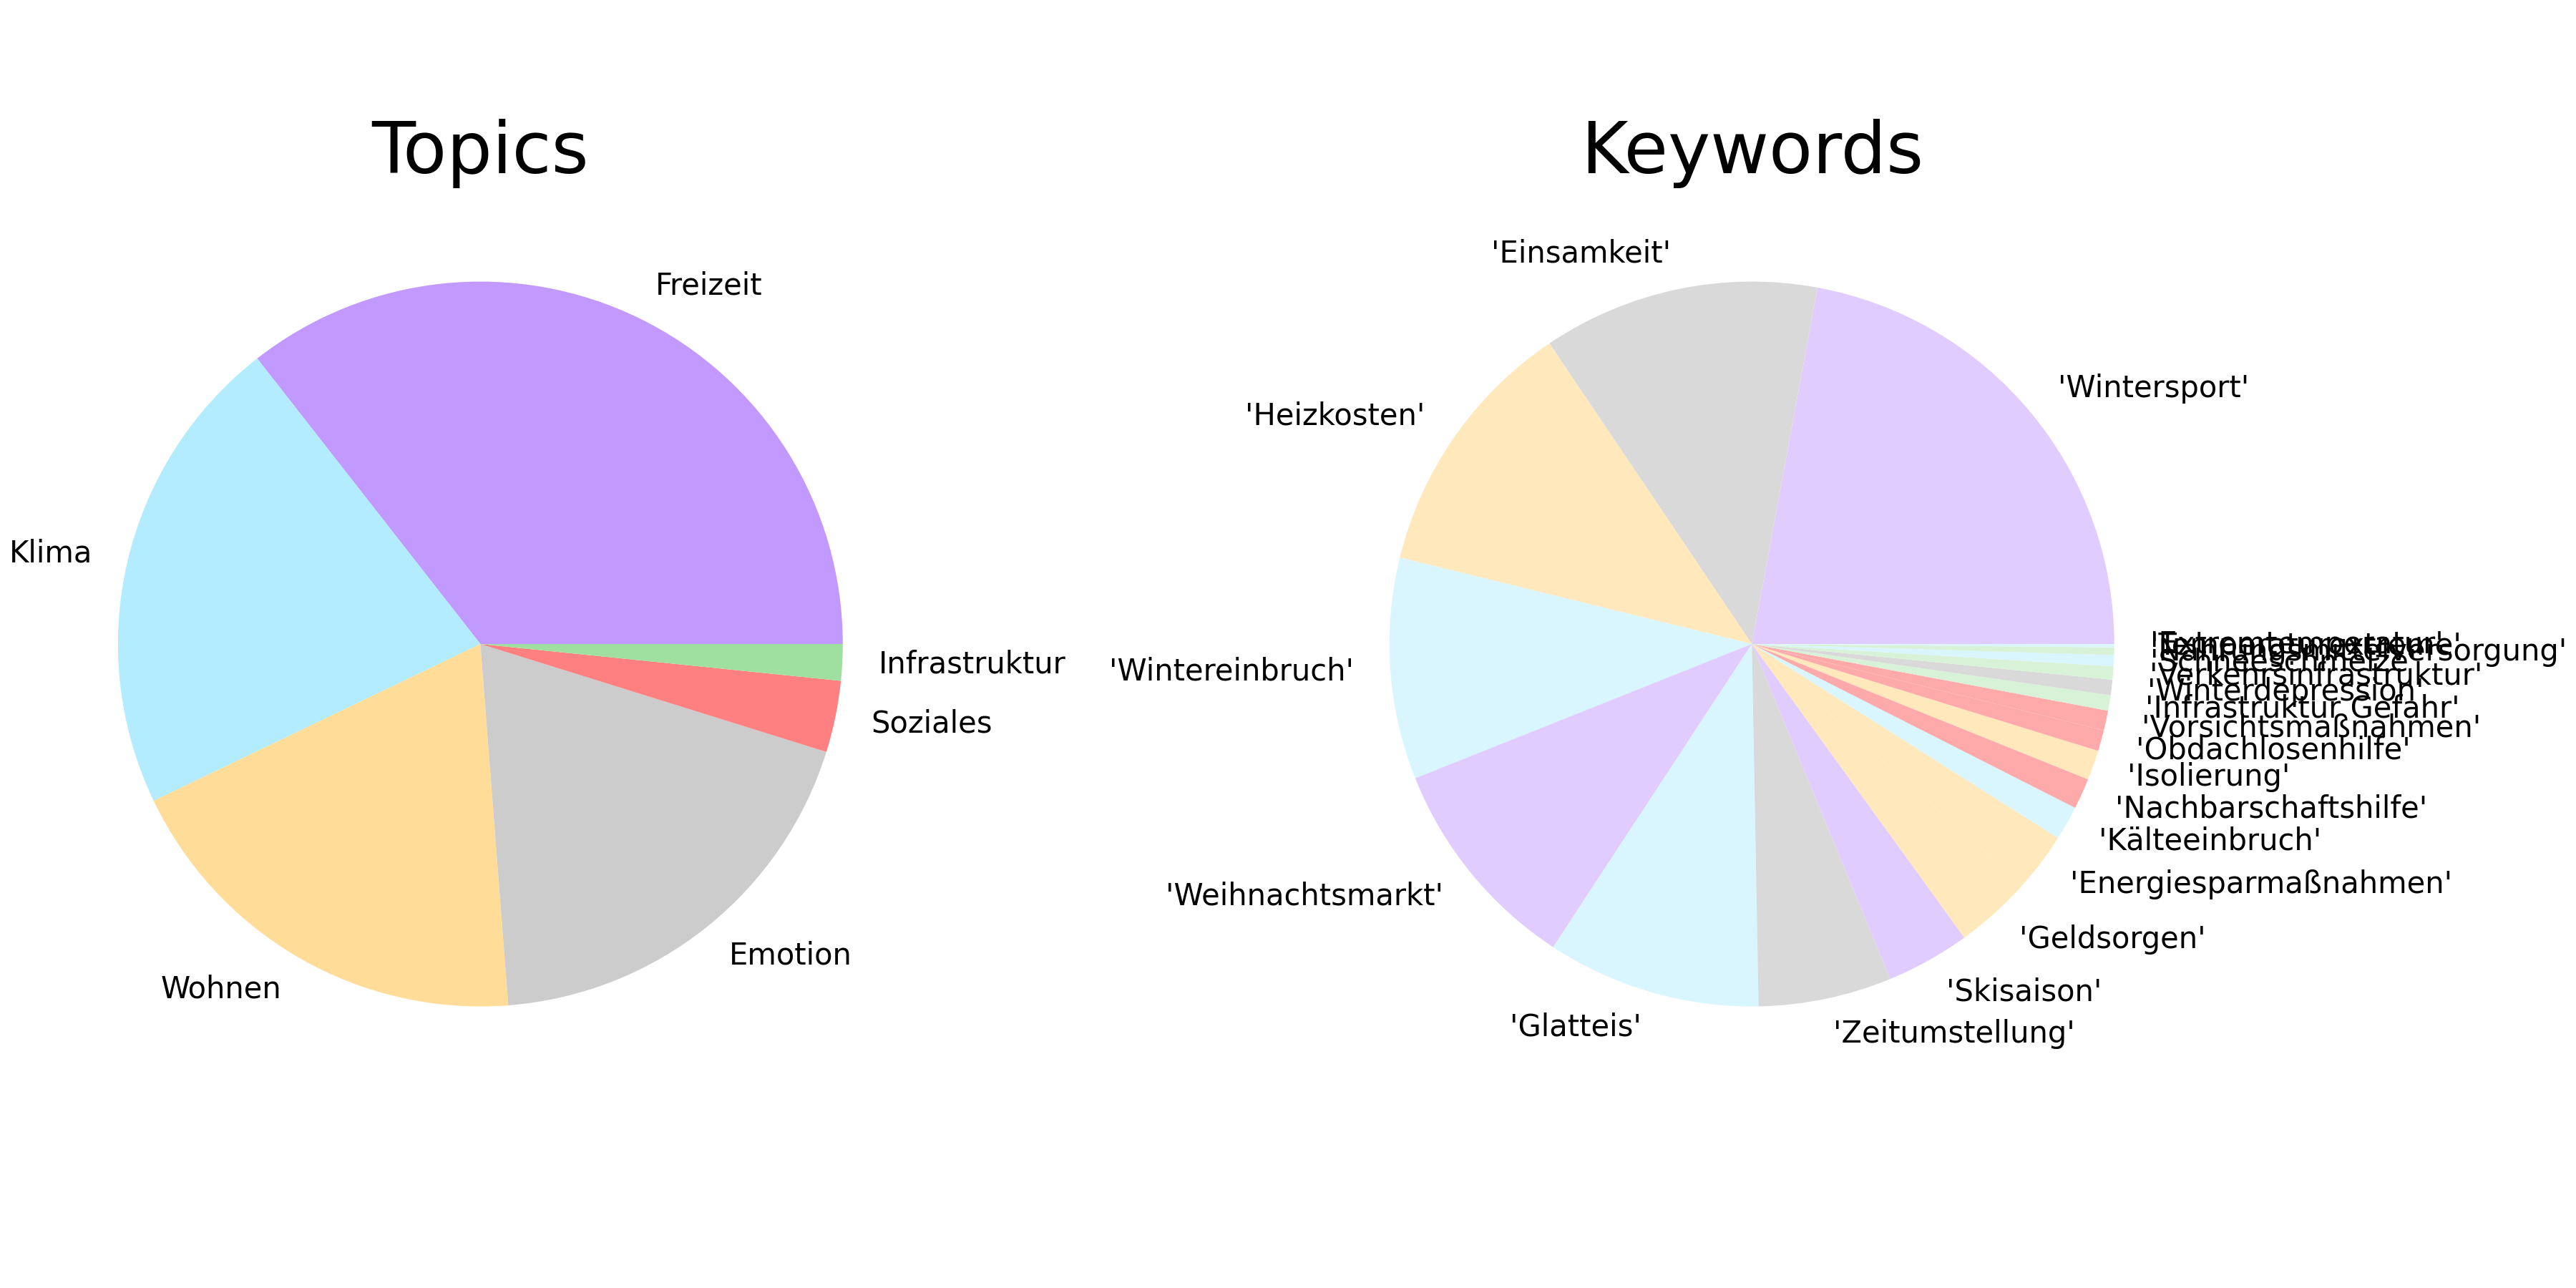 Topics
Freizeit
Klima
Wohnen
Emotion
Soziales
Infrastruktur
Keywords
'Wintersport'
'Einsamkeit'
'Heizkosten'
'Wintereinbruch'
'Weihnachtsmarkt'
'Glatteis'
'Zeitumstellung'
'Skisaison'
'Geldsorgen'
'Energiesparmaßnahmen'
'Kälteeinbruch'
'Nachbarschaftshilfe'
'Isolierung'
'Obdachlosenhilfe'
'Vorsichtsmaßnahmen'
'Infrastruktur Gefahr'
'Winterdepression'
'Verkehrsinfrastruktur'
'Schneeschmelze'